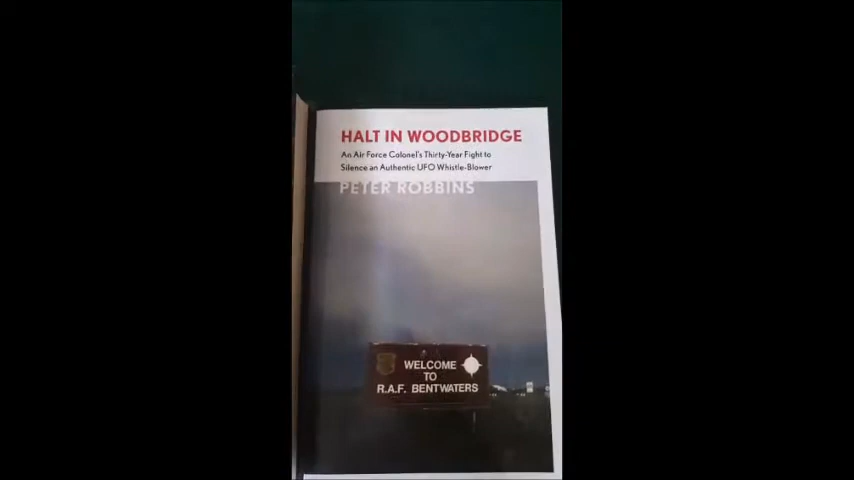 HALT IN WOODBRIDGE
An Air Force Colonel's Thirty-Year Fight to
Silence an Authentic UFO Whistle-Blower
PETER ROBBINS
WELCOME
TO
R.A.F. BENTWATERS